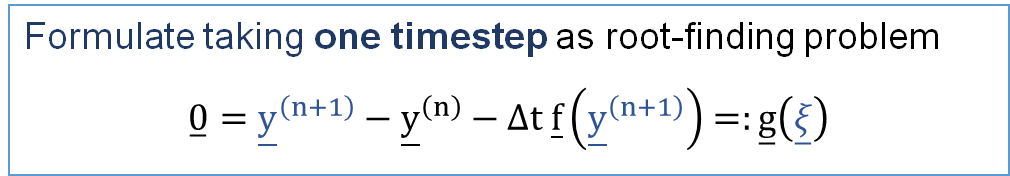 Formulate taking one timestep as root-finding problem
0 = y⁽ⁿ⁺¹⁾ − y⁽ⁿ⁾ − Δt f(y⁽ⁿ⁺¹⁾) =: g(ξ)